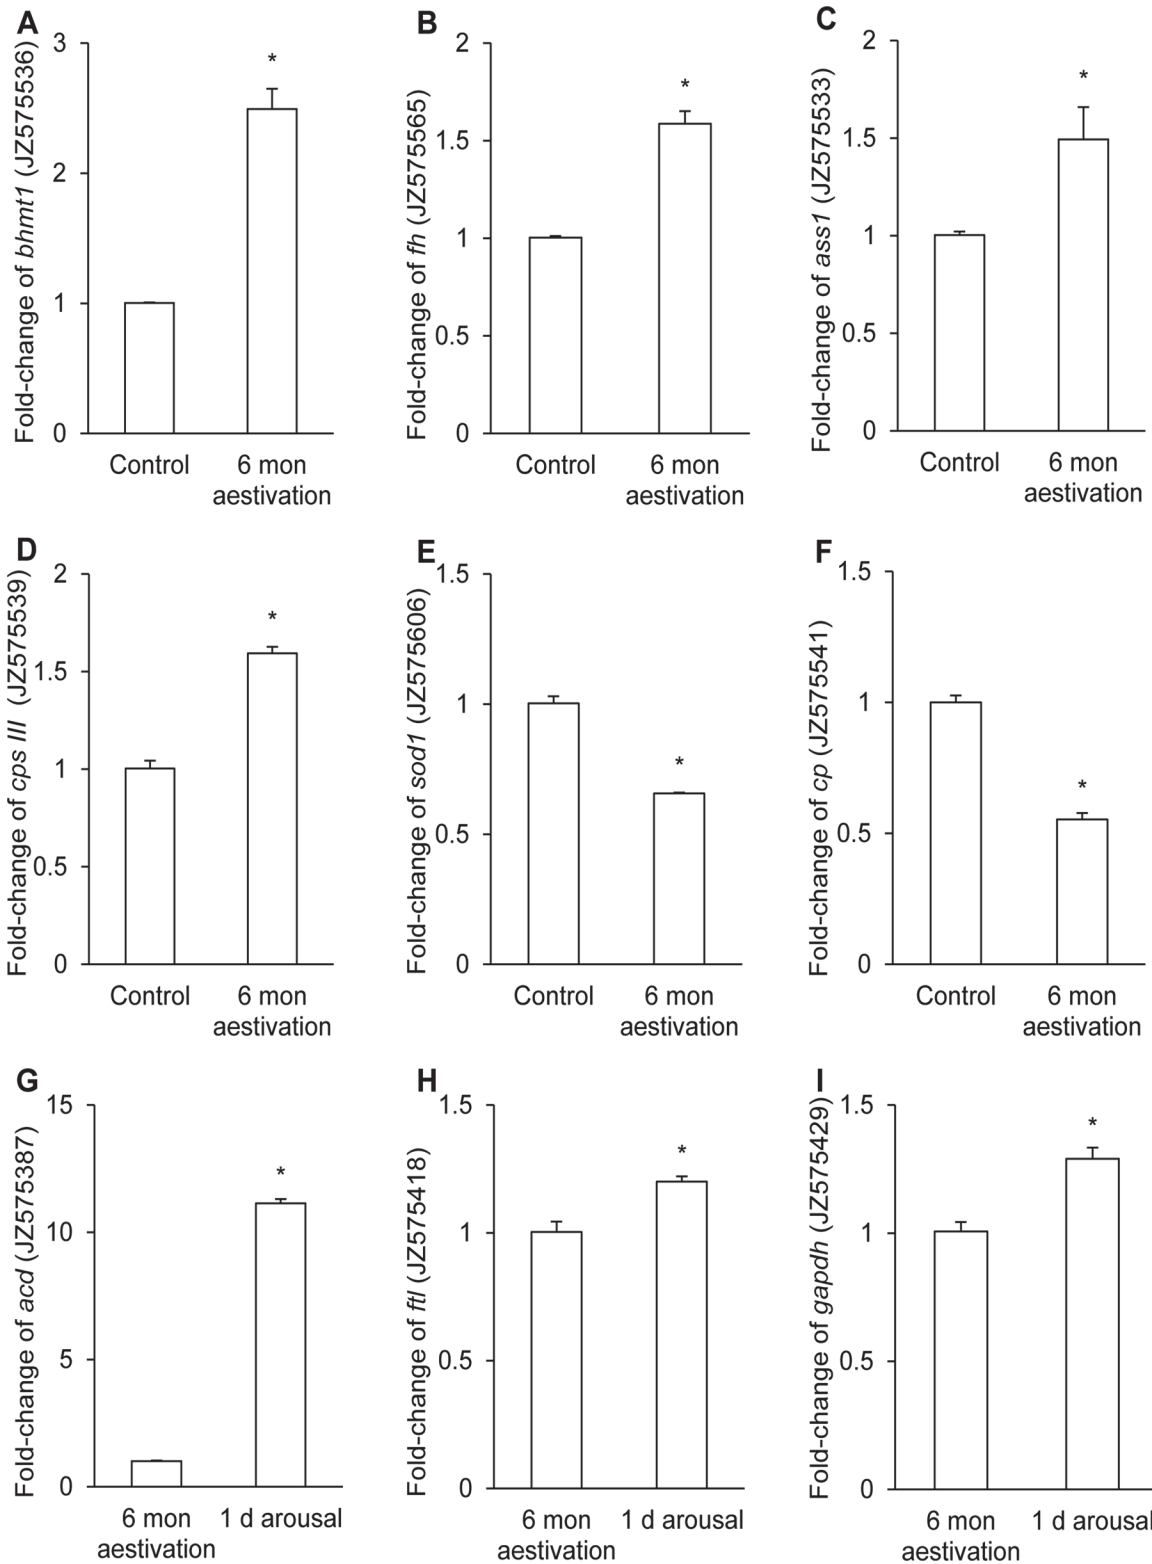 A
Fold-change of bhmt1 (JZ575536)
3
2
1
0
*
Control
6 mon
aestivation
B
Fold-change of fh (JZ575565)
2
1.5
1
0.5
0
*
Control
6 mon
aestivation
C
Fold-change of ass1 (JZ575533)
2
1.5
1
0.5
0
*
Control
6 mon
aestivation
D
Fold-change of cps III (JZ575539)
2
1.5
1
0.5
0
*
Control
6 mon
aestivation
E
Fold-change of sod1 (JZ575606)
1.5
1
0.5
0
*
Control
6 mon
aestivation
F
Fold-change of cp (JZ575541)
1.5
1
0.5
0
*
Control
6 mon
aestivation
G
Fold-change of acd (JZ575387)
15
10
5
0
*
6 mon
aestivation
1 d arousal
H
Fold-change of ftl (JZ575418)
1.5
1
0.5
0
*
6 mon
aestivation
1 d arousal
I
Fold-change of gapdh (JZ575429)
1.5
1
0.5
0
*
6 mon
aestivation
1 d arousal